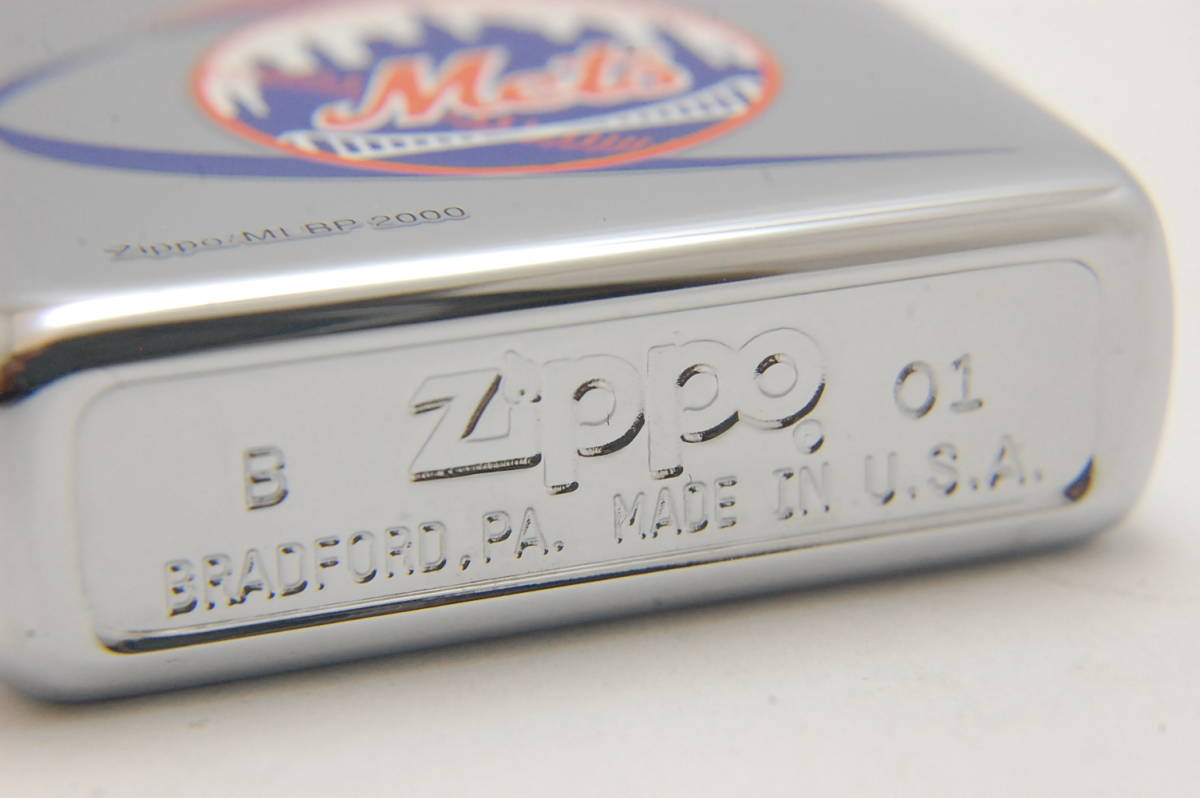 Mets
Zippo/MLBP 2000
B zippo 01
BRADFORD, PA. MADE IN U.S.A.